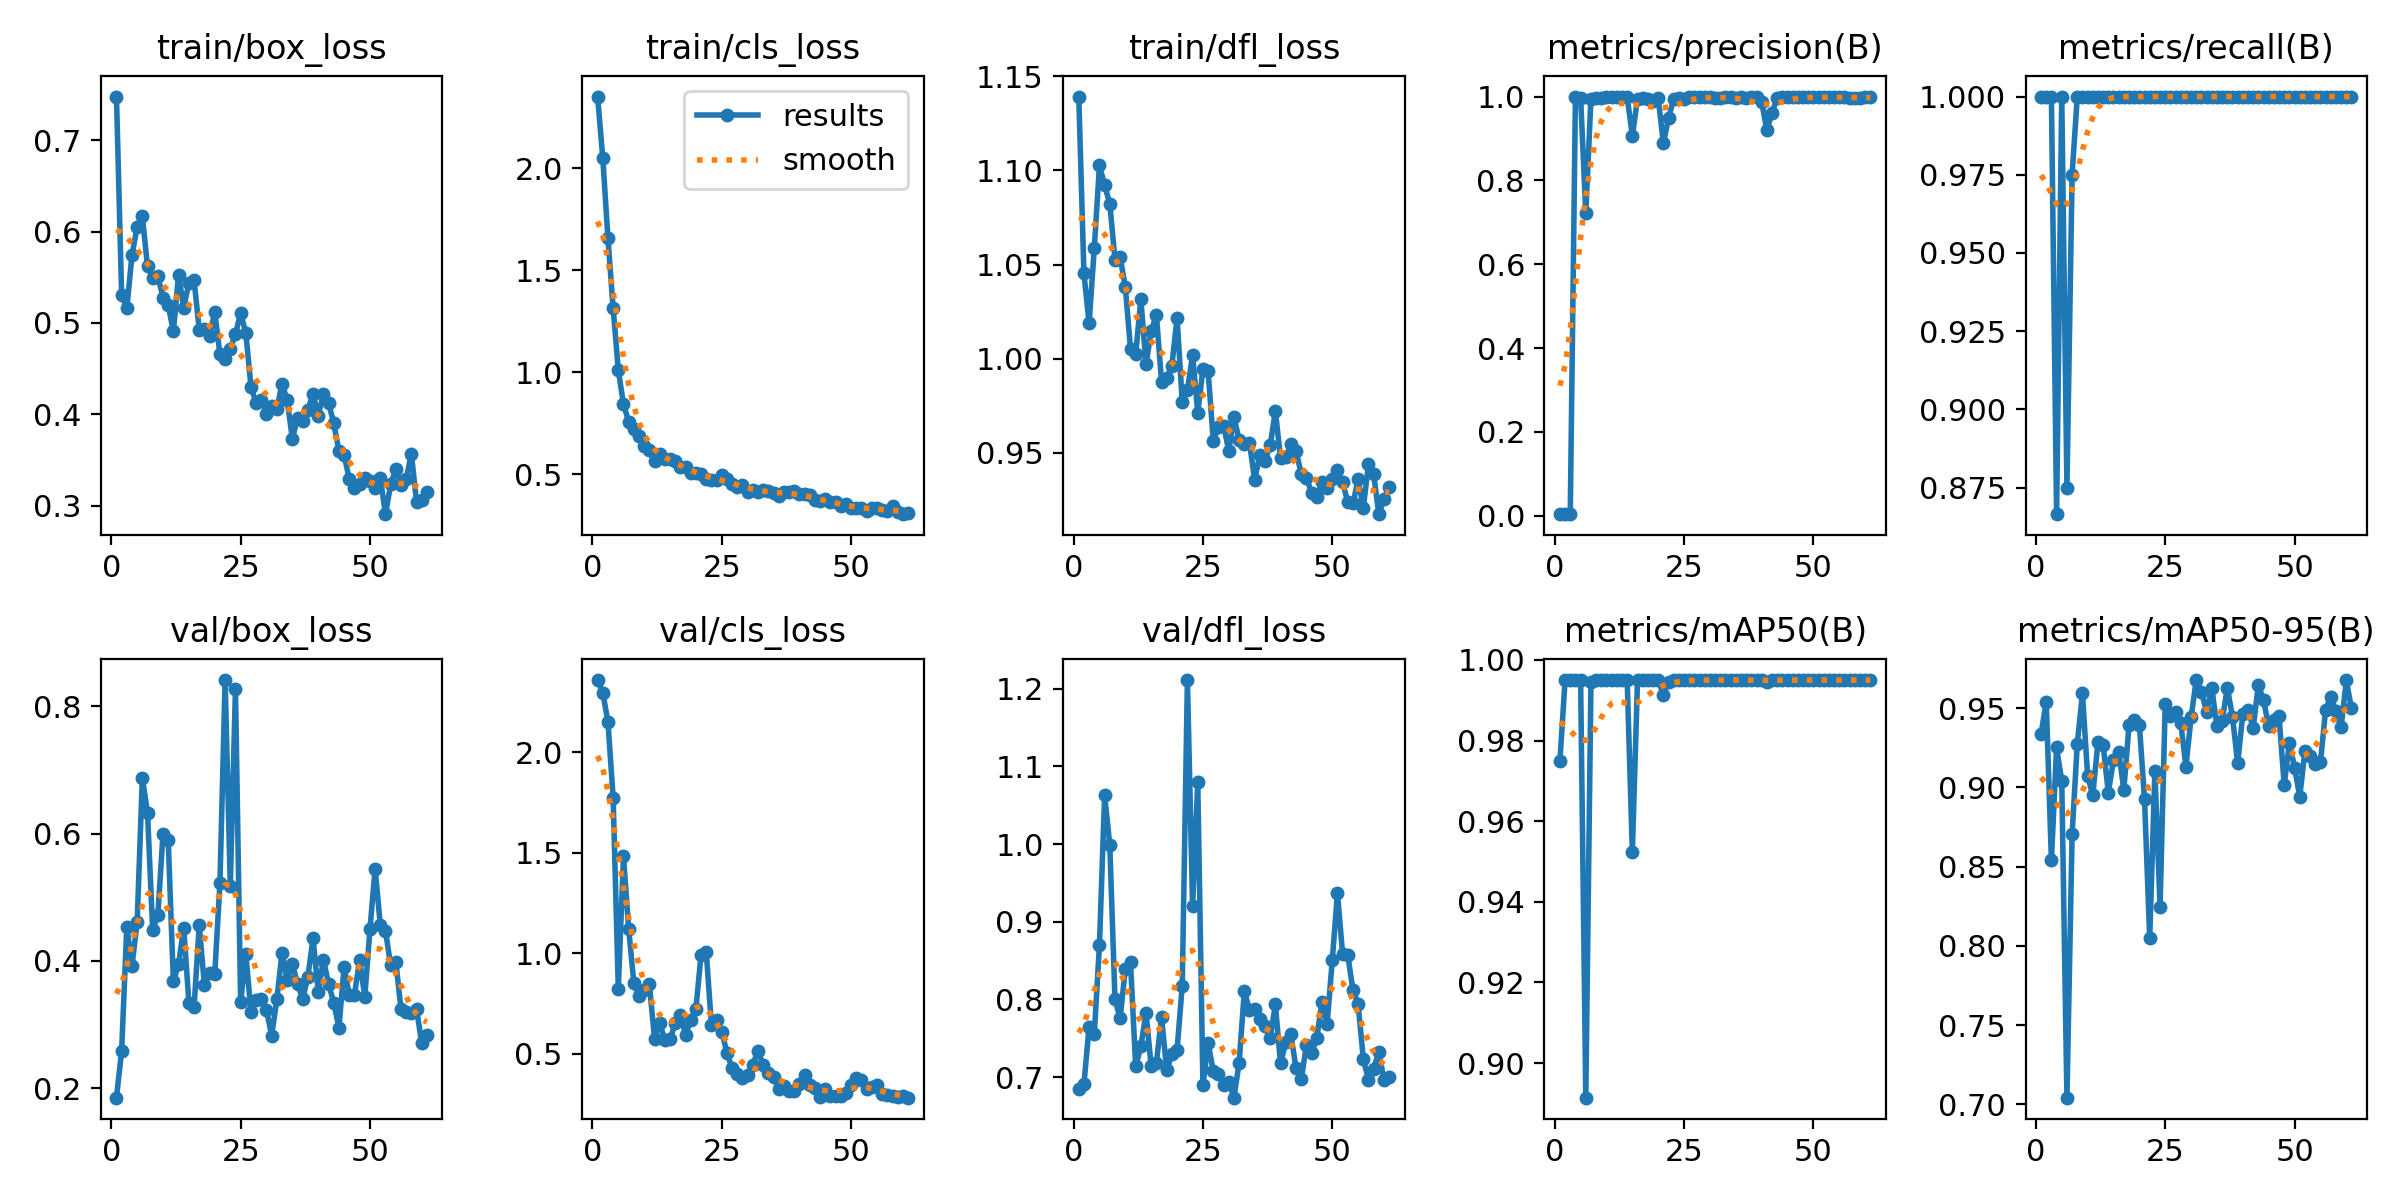 train/box_loss
0.7
0.6
0.5
0.4
0.3
0 25 50
train/cls_loss
results
smooth
2.0
1.5
1.0
0.5
0 25 50
train/dfl_loss
1.15
1.10
1.05
1.00
0.95
0 25 50
metrics/precision(B)
1.0
0.8
0.6
0.4
0.2
0.0
0 25 50
metrics/recall(B)
1.000
0.975
0.950
0.925
0.900
0.875
0 25 50
val/box_loss
0.8
0.6
0.4
0.2
0 25 50
val/cls_loss
2.0
1.5
1.0
0.5
0 25 50
val/dfl_loss
1.2
1.1
1.0
0.9
0.8
0.7
0 25 50
metrics/mAP50(B)
1.00
0.98
0.96
0.94
0.92
0.90
0 25 50
metrics/mAP50-95(B)
0.95
0.90
0.85
0.80
0.75
0.70
0 25 50